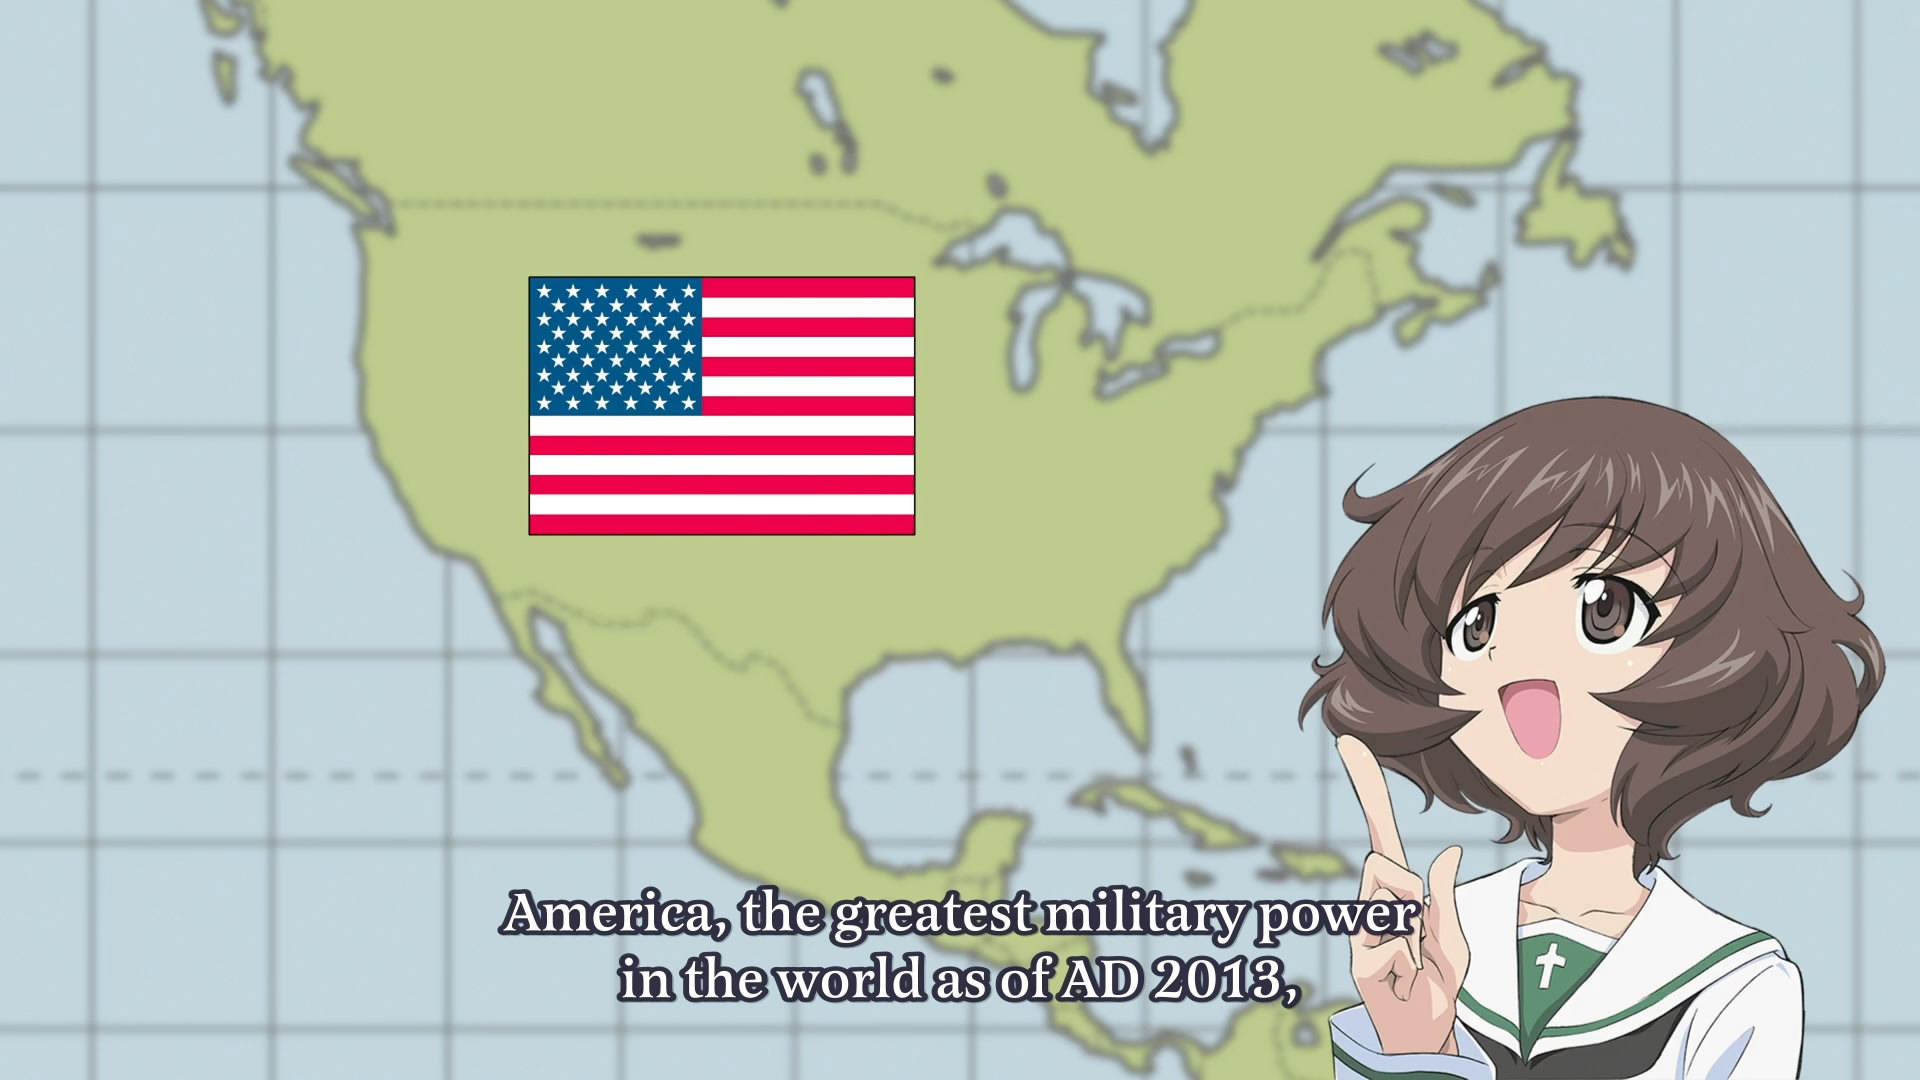 America, the greatest military power
in the world as of AD 2013,